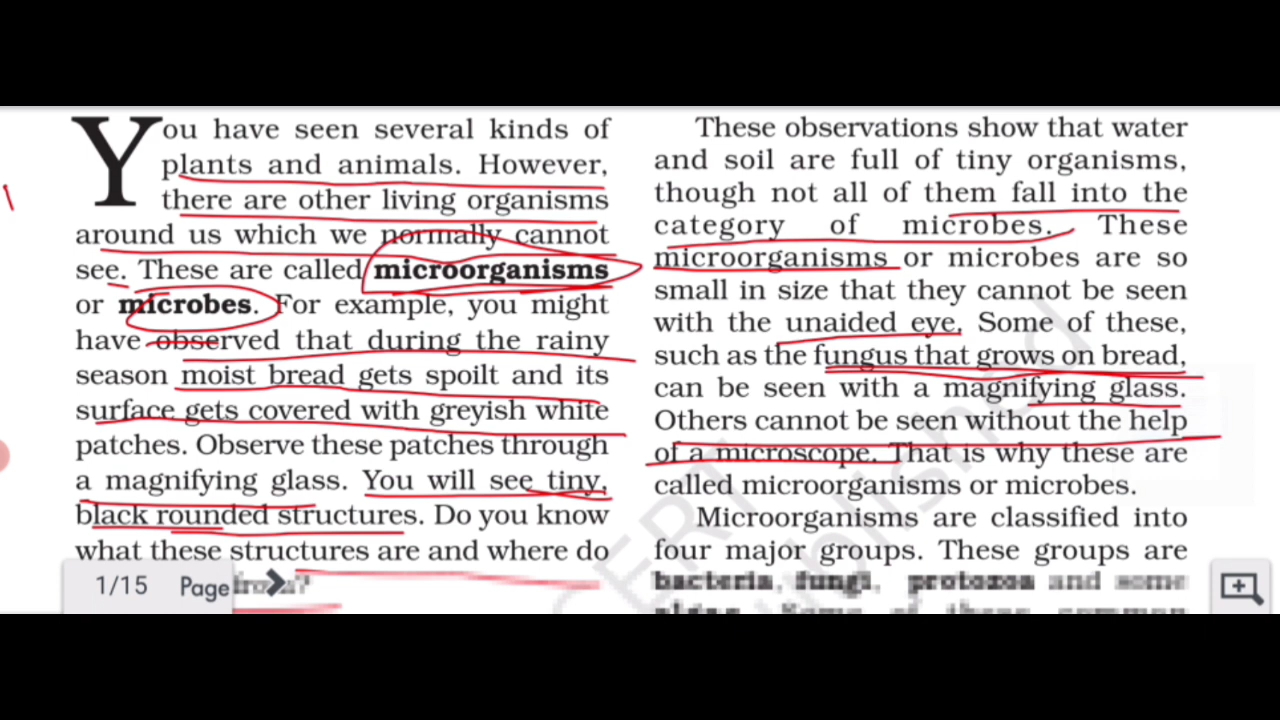 You have seen several kinds of
plants and animals. However,
there are other living organisms
around us which we normally cannot
see. These are called microorganisms
or microbes. For example, you might
have observed that during the rainy
season moist bread gets spoilt and its
surface gets covered with greyish white
patches. Observe these patches through
a magnifying glass. You will see tiny,
black rounded structures. Do you know
what these structures are and where do
1/15 Page
These observations show that water
and soil are full of tiny organisms,
though not all of them fall into the
category of microbes. These
microorganisms or microbes are so
small in size that they cannot be seen
with the unaided eye. Some of these,
such as the fungus that grows on bread,
can be seen with a magnifying glass.
Others cannot be seen without the help
of a microscope. That is why these are
called microorganisms or microbes.
Microorganisms are classified into
four major groups. These groups are
bacteria, fungi, protozoa and some